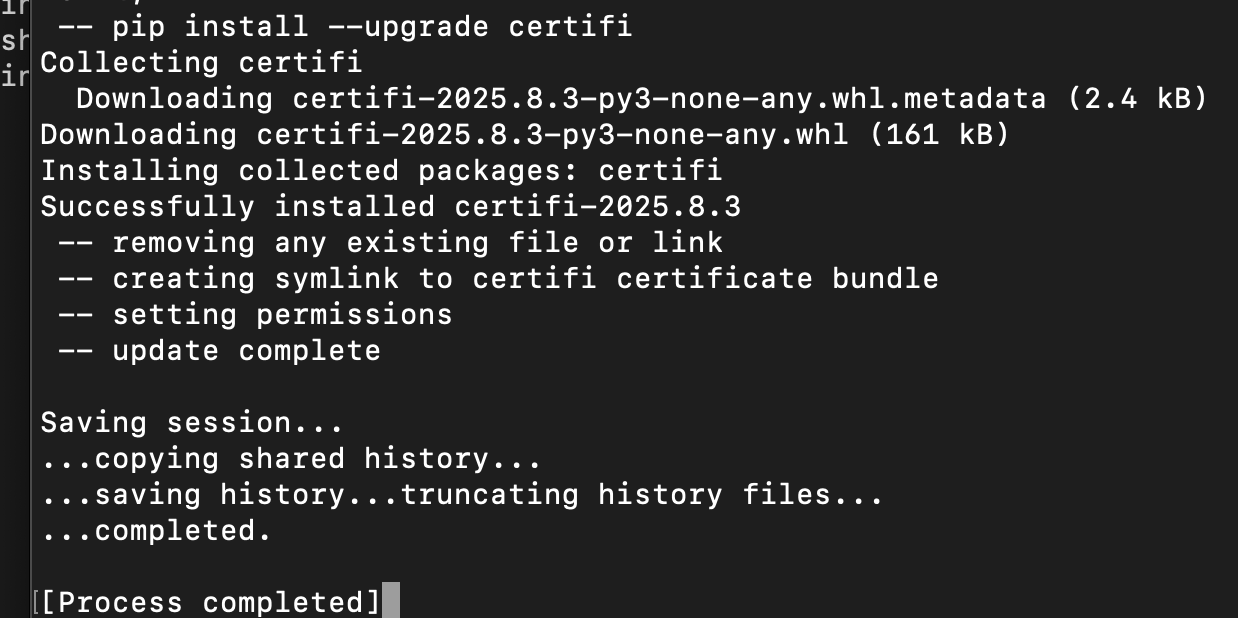 -- pip install --upgrade certifi
Collecting certifi
Downloading certifi-2025.8.3-py3-none-any.whl.metadata (2.4 kB)
Downloading certifi-2025.8.3-py3-none-any.whl (161 kB)
Installing collected packages: certifi
Successfully installed certifi-2025.8.3
-- removing any existing file or link
-- creating symlink to certifi certificate bundle
-- setting permissions
-- update complete
Saving session...
...copying shared history...
...saving history...truncating history files...
...completed.
[Process completed]